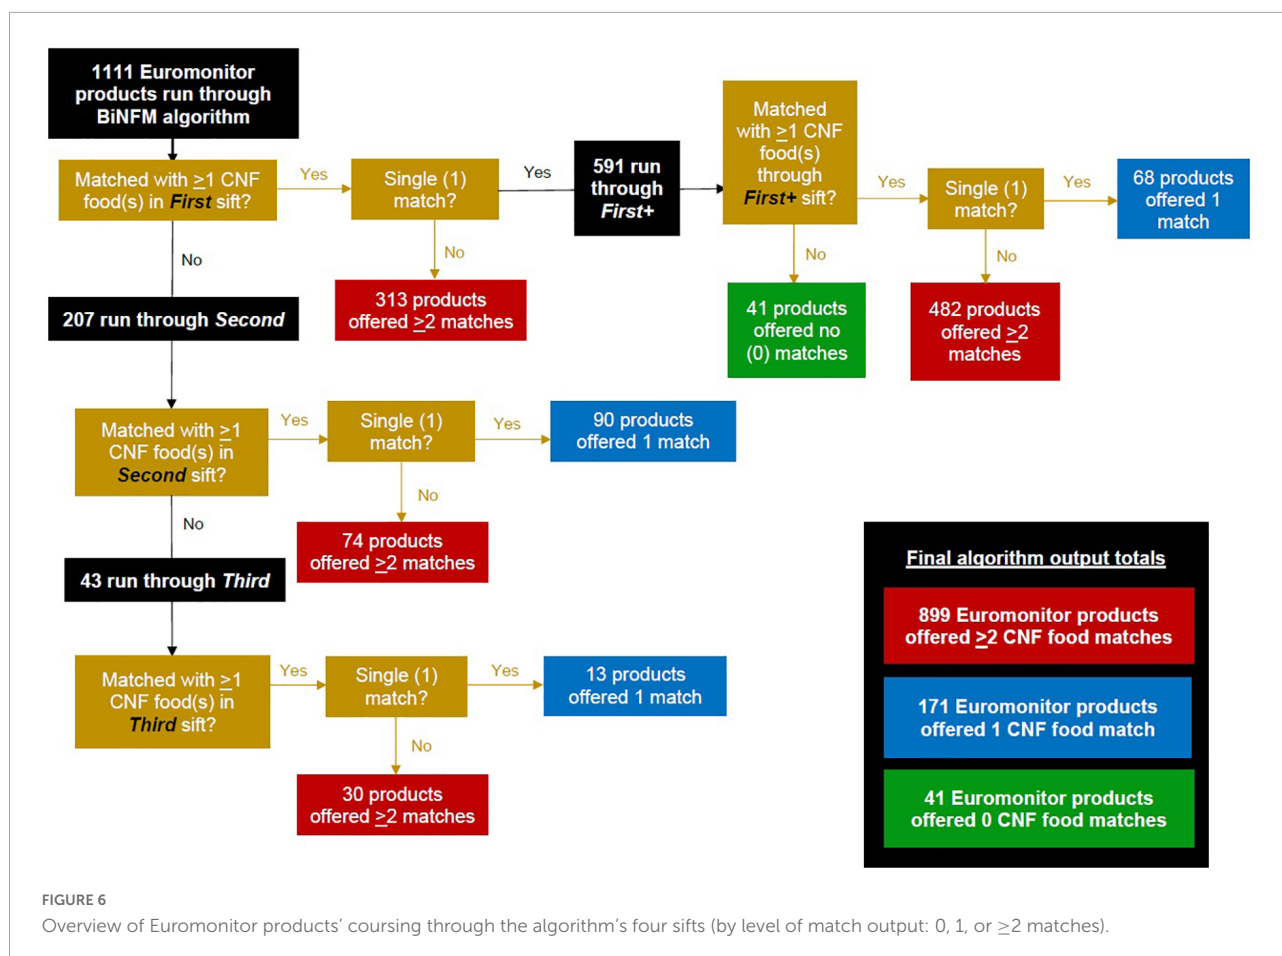 1111 Euromonitor
products run through
BiNFM algorithm
Matched with ≥1 CNF
food(s) in First sift?
Yes
Single (1)
match?
Yes
591 run
through
First+
Matched
with ≥1 CNF
food(s)
through
First+ sift?
Yes
Single (1)
match?
Yes
68 products
offered 1
match
No
No
No
No
313 products
offered ≥2 matches
41 products
offered no
(0) matches
482 products
offered ≥2
matches
207 run through Second
Matched with ≥1
CNF food(s) in
Second sift?
Yes
Single (1)
match?
Yes
90 products
offered 1 match
No
No
74 products
offered ≥2 matches
43 run through Third
Matched with ≥1
CNF food(s) in
Third sift?
Yes
Single (1)
match?
Yes
13 products
offered 1 match
No
30 products
offered ≥2 matches
Final algorithm output totals
899 Euromonitor products
offered ≥2 CNF food matches
171 Euromonitor products
offered 1 CNF food match
41 Euromonitor products
offered 0 CNF food matches
FIGURE 6
Overview of Euromonitor products’ coursing through the algorithm’s four sifts (by level of match output: 0, 1, or ≥2 matches).